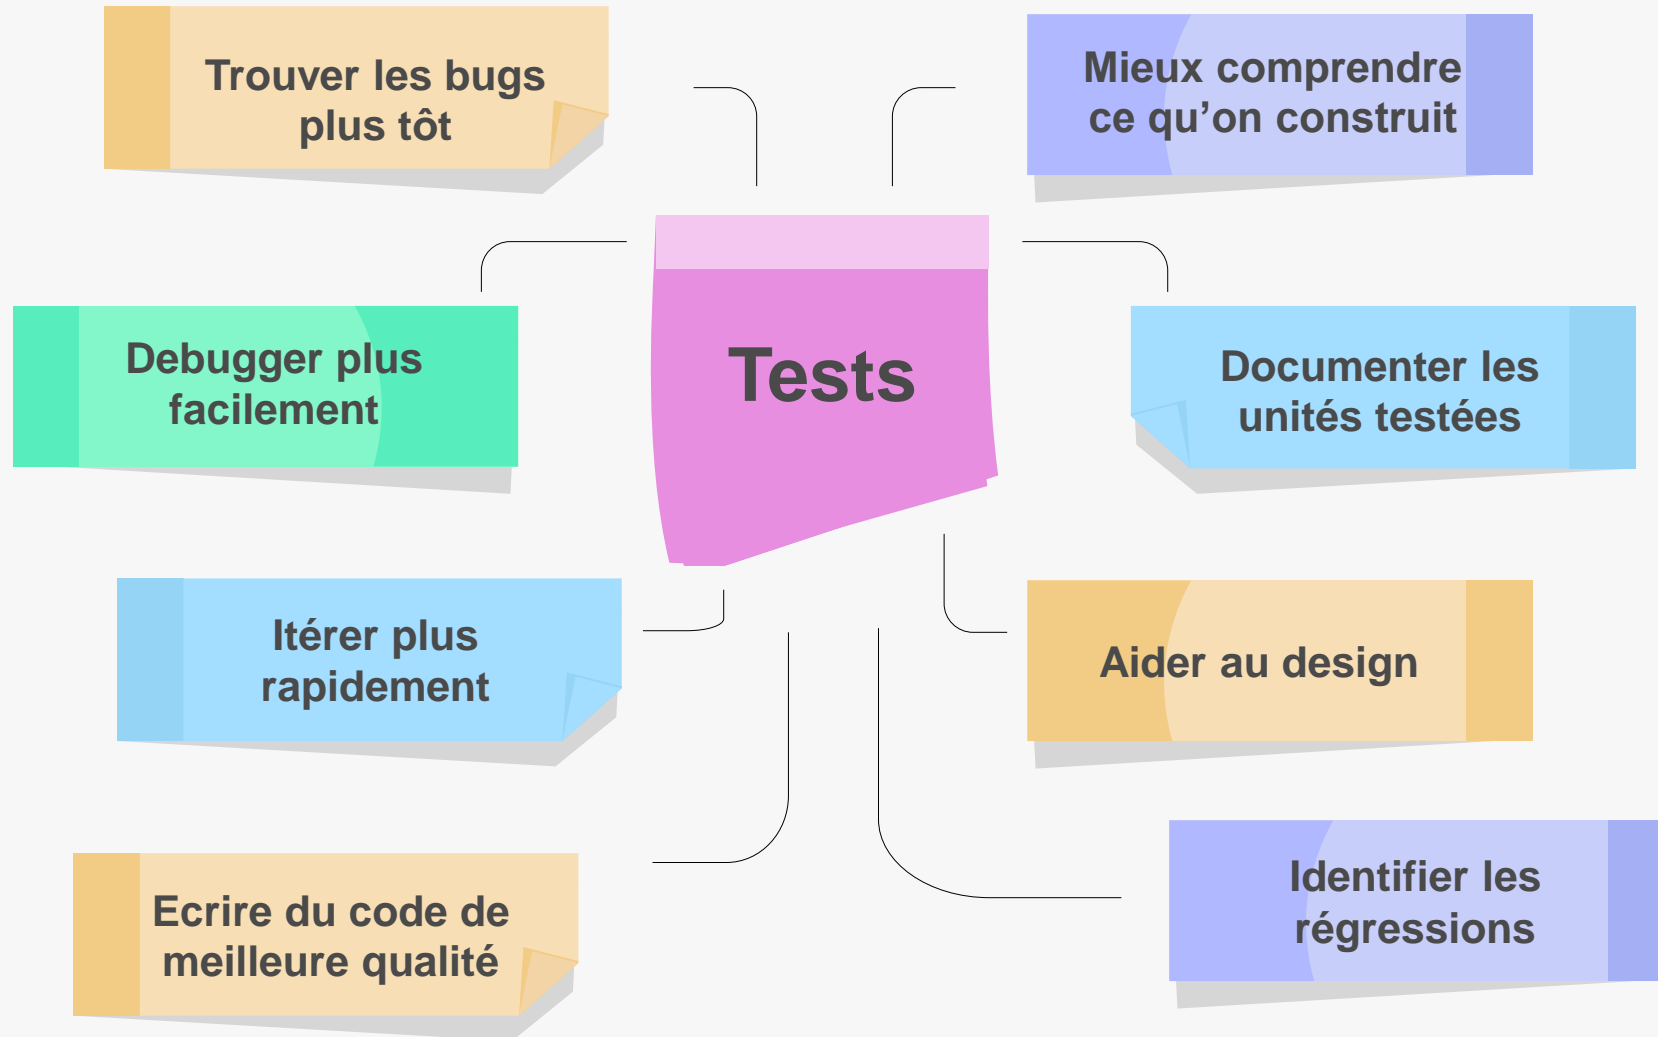 Trouver les bugs
plus tôt
Mieux comprendre
ce qu’on construit
Debugger plus
facilement
Tests
Documenter les
unités testées
Itérer plus
rapidement
Aider au design
Ecrire du code de
meilleure qualité
Identifier les
régressions